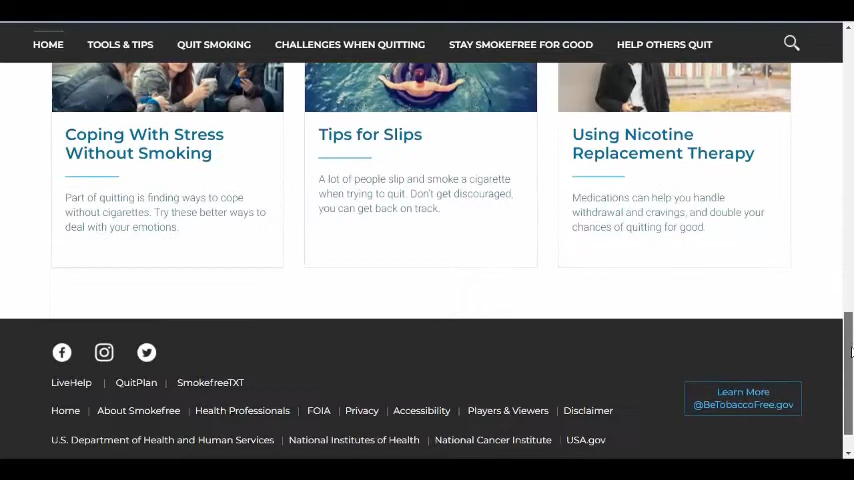 HOME TOOLS & TIPS QUIT SMOKING CHALLENGES WHEN QUITTING STAY SMOKEFREE FOR GOOD HELP OTHERS QUIT
Coping With Stress
Without Smoking
Part of quitting is finding ways to cope
without cigarettes. Try these better ways to
deal with your emotions.
Tips for Slips
A lot of people slip and smoke a cigarette
when trying to quit. Don't get discouraged,
you can get back on track.
Using Nicotine
Replacement Therapy
Medications can help you handle
withdrawal and cravings, and double your
chances of quitting for good.
LiveHelp | QuitPlan | SmokefreeTXT
Home | About Smokefree | Health Professionals | FOIA | Privacy | Accessibility | Players & Viewers | Disclaimer
U.S. Department of Health and Human Services | National Institutes of Health | National Cancer Institute | USA.gov
Learn More
@BeTobaccoFree.gov